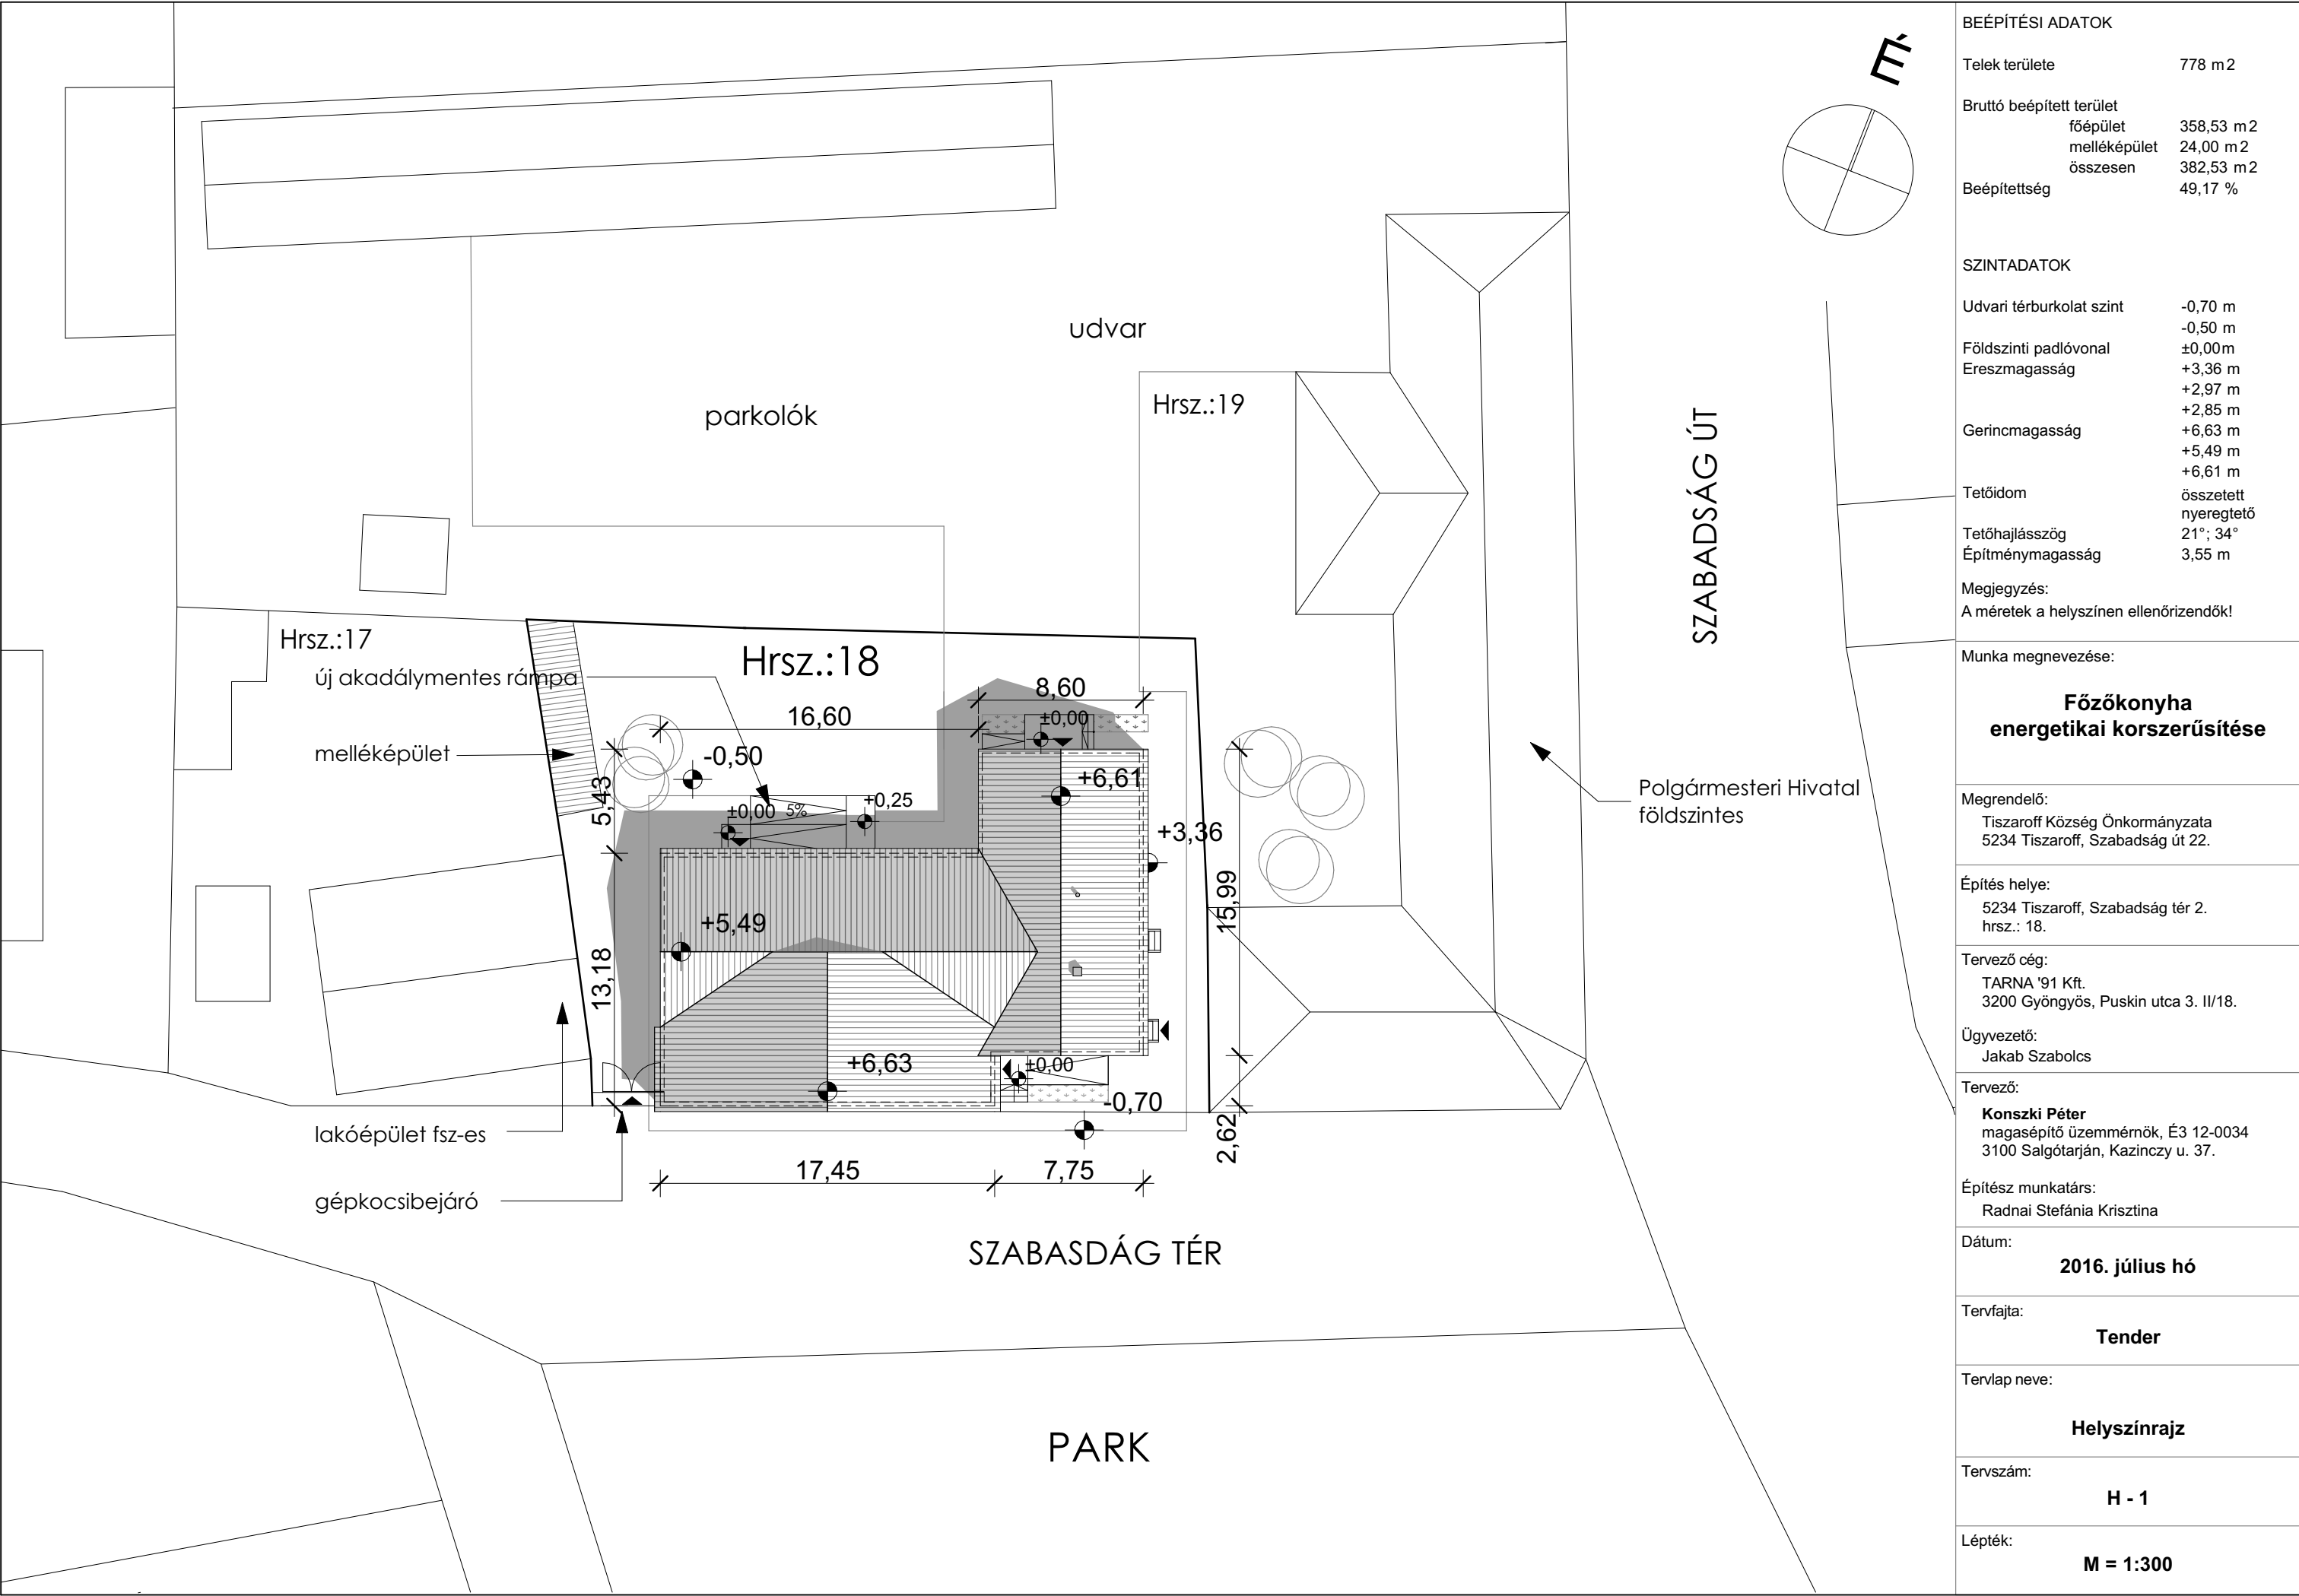 É
udvar
parkolók
Hrsz.:19
SZABADSÁG ÚT
Hrsz.:17
Hrsz.:18
új akadálymentes rámpa
8,60
16,60
±0,00
melléképület
-0,50
+6,61
5,43
±0,00
5%
+0,25
Polgármesteri Hivatal
földszintes
+3,36
15,99
+5,49
13,18
+6,63
±0,00
-0,70
2,62
lakóépület fsz-es
17,45
7,75
gépkocsibejáró
SZABASDÁG TÉR
PARK
BEÉPÍTÉSI ADATOK
Telek területe 778 m2
Bruttó beépített terület
főépület 358,53 m2
melléképület 24,00 m2
összesen 382,53 m2
Beépítettség 49,17 %
SZINTADATOK
Udvari térburkolat szint -0,70 m
-0,50 m
Földszinti padlóvonal ±0,00m
Ereszmagasság +3,36 m
+2,97 m
+2,85 m
Gerincmagasság +6,63 m
+5,49 m
+6,61 m
Tetőidom összetett
nyeregtető
Tetőhajlásszög 21°; 34°
Építménymagasság 3,55 m
Megjegyzés:
A méretek a helyszínen ellenőrizendők!
Munka megnevezése:
Főzőkonyha
energetikai korszerűsítése
Megrendelő:
Tiszaroff Község Önkormányzata
5234 Tiszaroff, Szabadság út 22.
Építés helye:
5234 Tiszaroff, Szabadság tér 2.
hrsz.: 18.
Tervező cég:
TARNA '91 Kft.
3200 Gyöngyös, Puskin utca 3. II/18.
Ügyvezető:
Jakab Szabolcs
Tervező:
Konszki Péter
magasépítő üzemmérnök, É3 12-0034
3100 Salgótarján, Kazinczy u. 37.
Építész munkatárs:
Radnai Stefánia Krisztina
Dátum:
2016. július hó
Tervfajta:
Tender
Tervlap neve:
Helyszínrajz
Tervszám:
H - 1
Lépték:
M = 1:300